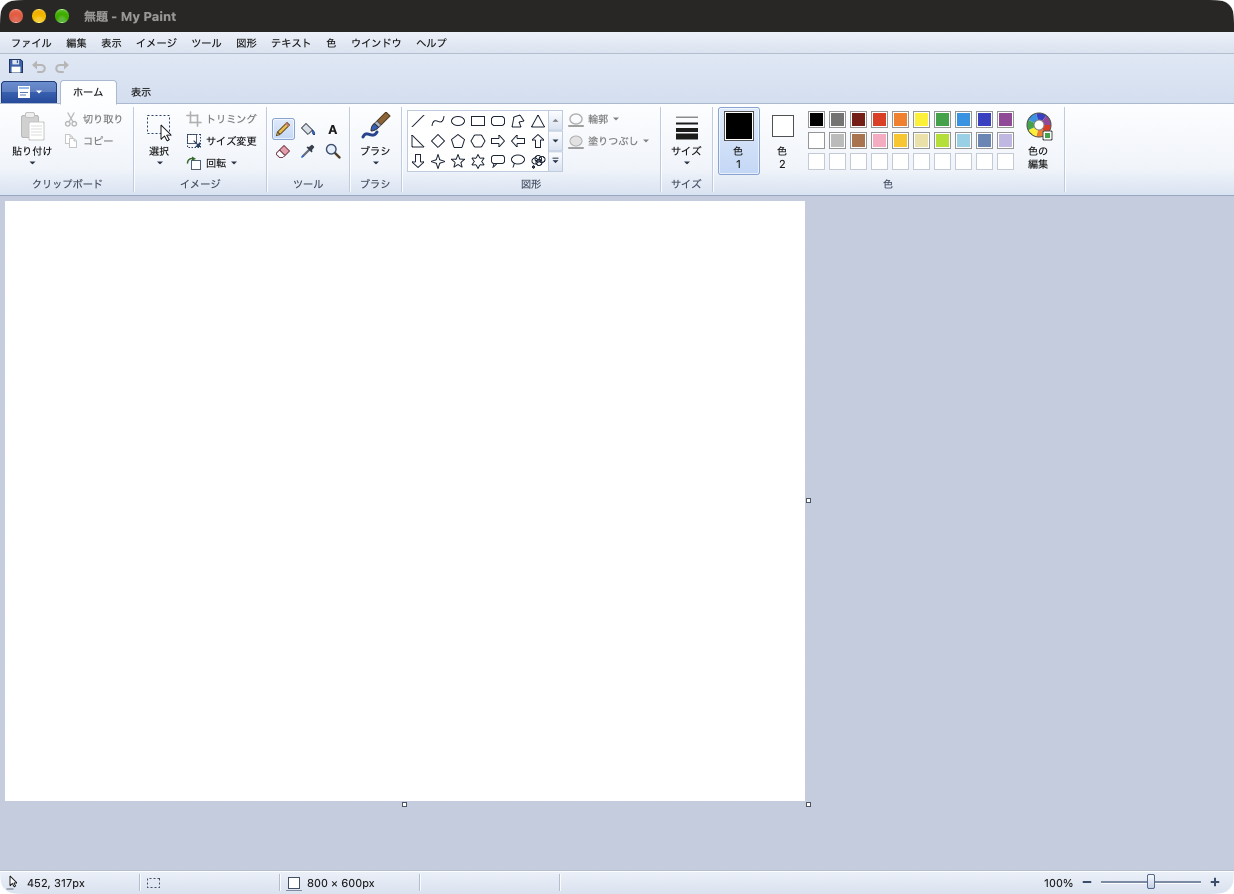 無題 - My Paint
ファイル 編集 表示 イメージ ツール 図形 テキスト 色 ウインドウ ヘルプ
ホーム 表示
貼り付け
切り取り
コピー
クリップボード
選択
トリミング
サイズ変更
回転
イメージ
A
ツール
ブラシ
ブラシ
輪郭
塗りつぶし
図形
サイズ
サイズ
色
1
色
2
色の
編集
色
452, 317px
800 × 600px
100%